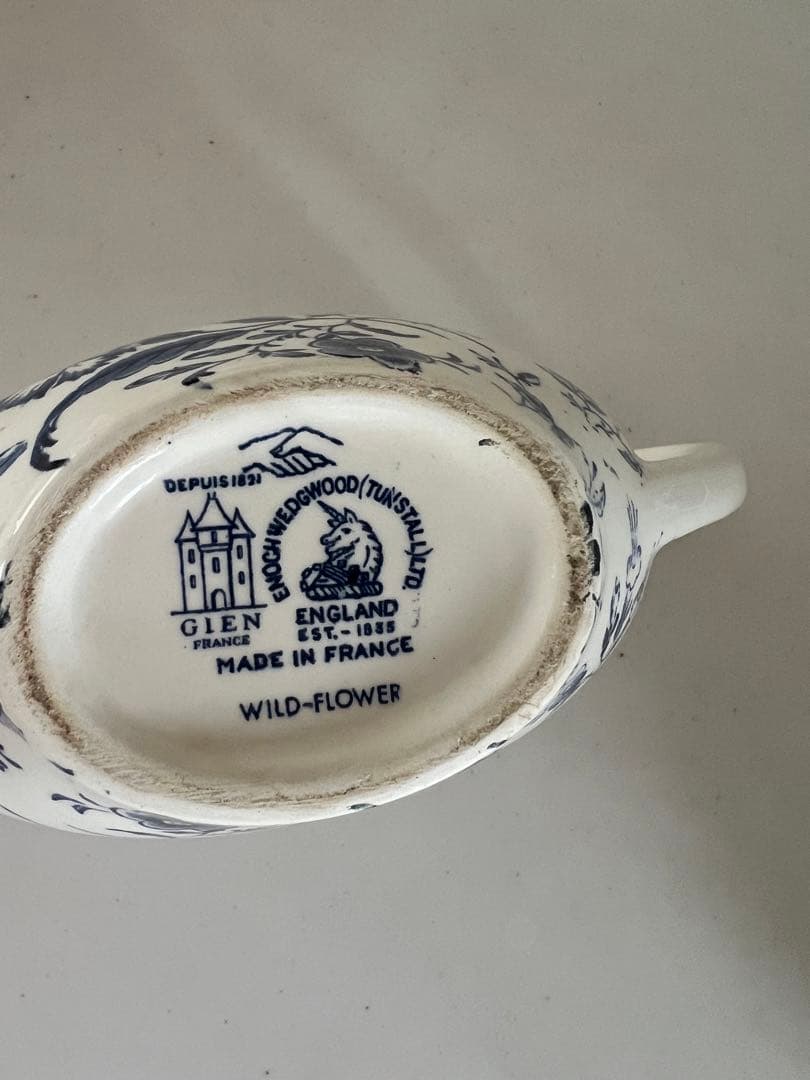 DEPUIS 1821
GIEN
FRANCE
ENOCH WEDGWOOD (TUNSTALL) LTD
ENGLAND
EST.-1835
MADE IN FRANCE
WILD-FLOWER